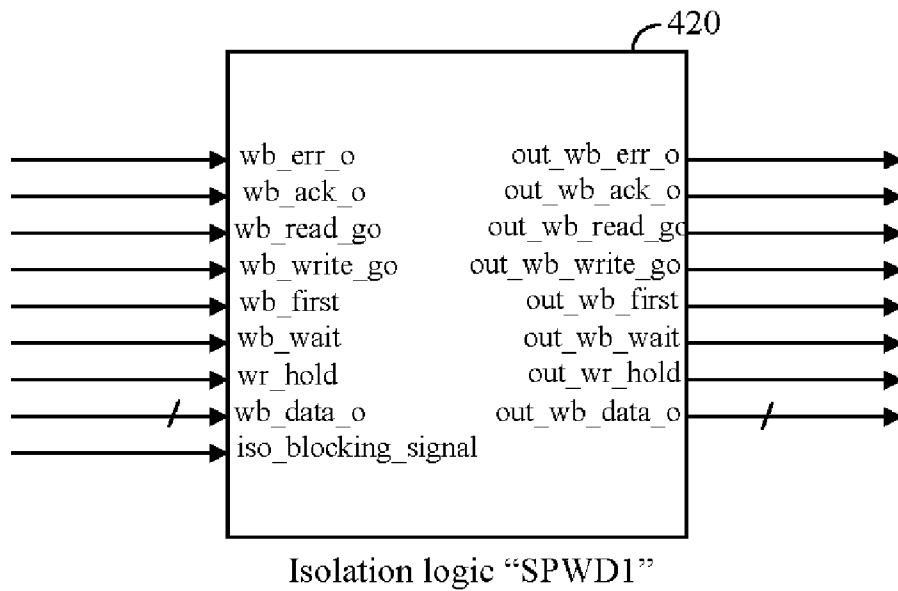 420
wb_err_o out_wb_err_o
wb_ack_o out_wb_ack_o
wb_read_go out_wb_read_go
wb_write_go out_wb_write_go
wb_first out_wb_first
wb_wait out_wb_wait
wr_hold out_wr_hold
wb_data_o out_wb_data_o
iso_blocking_signal
Isolation logic “SPWD1”